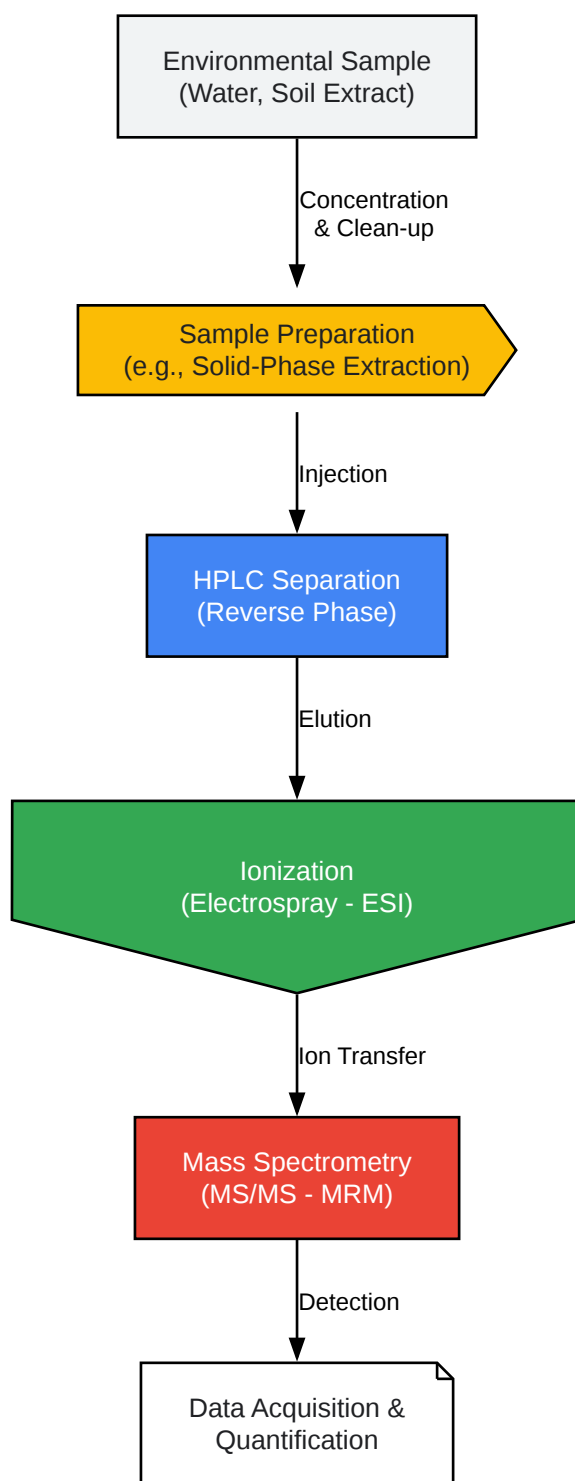 Environmental Sample
(Water, Soil Extract)
Concentration
& Clean-up
Sample Preparation
(e.g., Solid-Phase Extraction)
Injection
HPLC Separation
(Reverse Phase)
Elution
Ionization
(Electrospray - ESI)
Ion Transfer
Mass Spectrometry
(MS/MS - MRM)
Detection
Data Acquisition &
Quantification